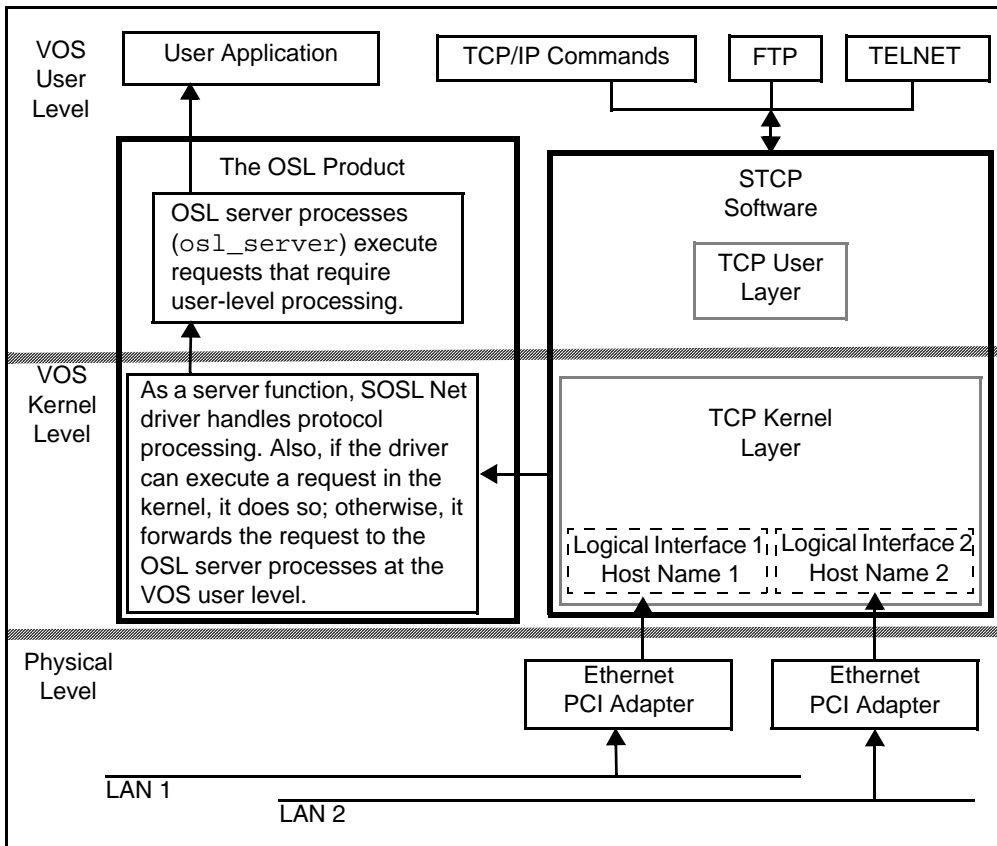 VOS
User
Level
User Application
TCP/IP Commands
FTP
TELNET
The OSL Product
OSL server processes
(osl_server) execute
requests that require
user-level processing.
STCP
Software
TCP User
Layer
VOS
Kernel
Level
As a server function, SOSL Net
driver handles protocol
processing. Also, if the driver
can execute a request in the
kernel, it does so; otherwise, it
forwards the request to the
OSL server processes at the
VOS user level.
TCP Kernel
Layer
Logical Interface 1
Host Name 1
Logical Interface 2
Host Name 2
Physical
Level
Ethernet
PCI Adapter
Ethernet
PCI Adapter
LAN 1
LAN 2